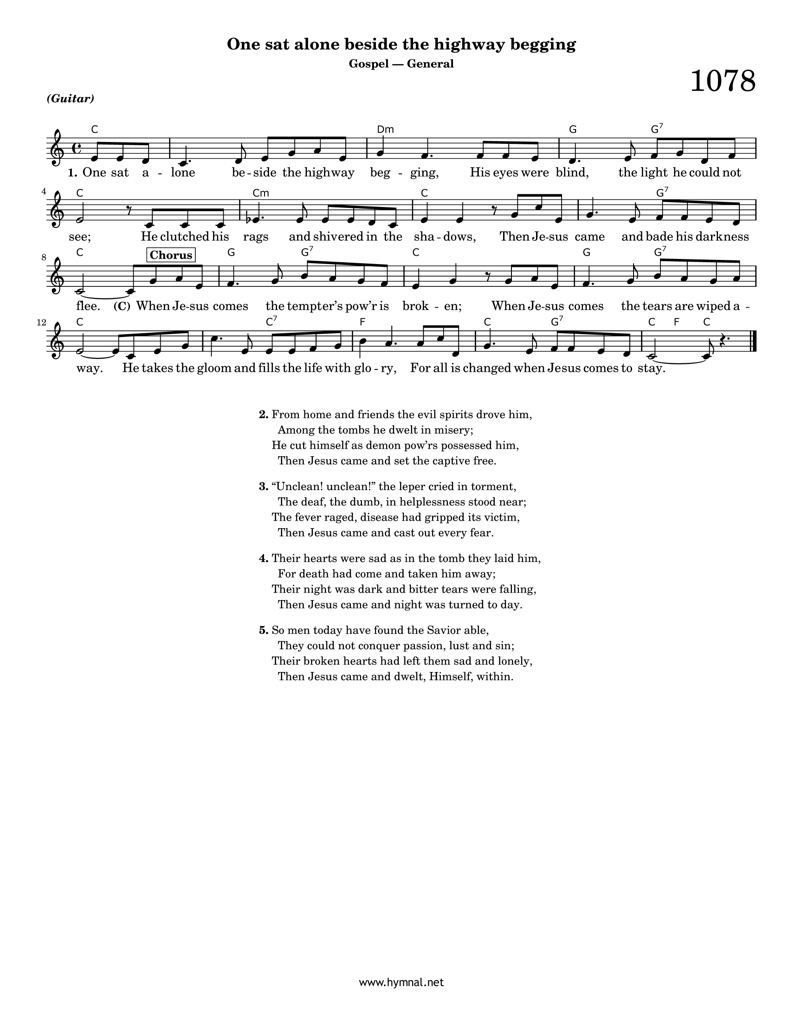 One sat alone beside the highway begging
Gospel — General
1078
(Guitar)
C Dm G G7
1. One sat a - lone be - side the highway beg - ging, His eyes were blind, the light he could not
4 C Cm C G7
see; He clutched his rags and shivered in the sha - dows, Then Je-sus came and bade his darkness
8 C Chorus G G7 C G G7
flee. (C) When Je-sus comes the tempter's pow'r is brok - en; When Je-sus comes the tears are wiped a -
12 C C7 F C G7 C F C
way. He takes the gloom and fills the life with glo - ry, For all is changed when Jesus comes to stay.
2. From home and friends the evil spirits drove him,
Among the tombs he dwelt in misery;
He cut himself as demon pow'rs possessed him,
Then Jesus came and set the captive free.
3. “Unclean! unclean!” the leper cried in torment,
The deaf, the dumb, in helplessness stood near;
The fever raged, disease had gripped its victim,
Then Jesus came and cast out every fear.
4. Their hearts were sad as in the tomb they laid him,
For death had come and taken him away;
Their night was dark and bitter tears were falling,
Then Jesus came and night was turned to day.
5. So men today have found the Savior able,
They could not conquer passion, lust and sin;
Their broken hearts had left them sad and lonely,
Then Jesus came and dwelt, Himself, within.
www.hymnal.net